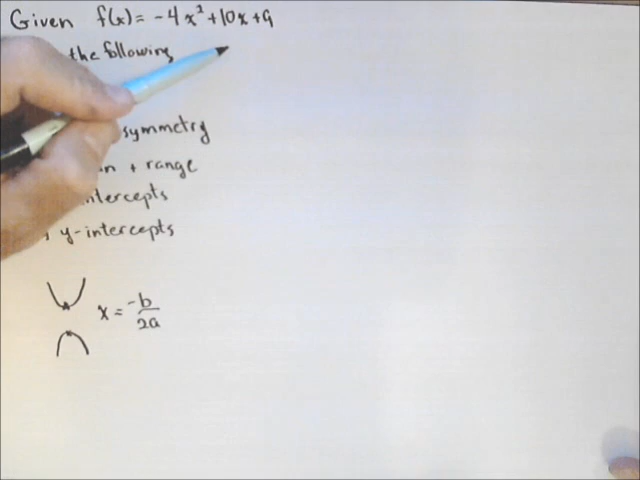 Given f(x) = -4x² + 10x + 9
the following
symmetry
+ range
intercepts
y-intercepts
x = -b/2a